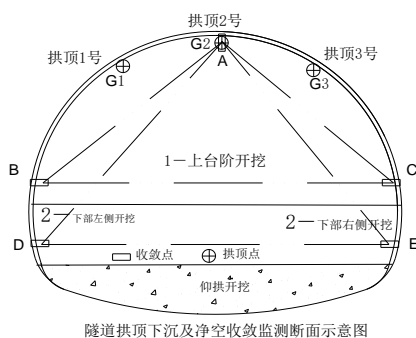 拱顶2号
拱顶1号
G2
拱顶3号
G1
A
G3
B
1-上台阶开挖
C
2-下部左侧开挖
2-下部右侧开挖
D
收敛点
拱顶点
E
仰拱开挖
隧道拱顶下沉及净空收敛监测断面示意图